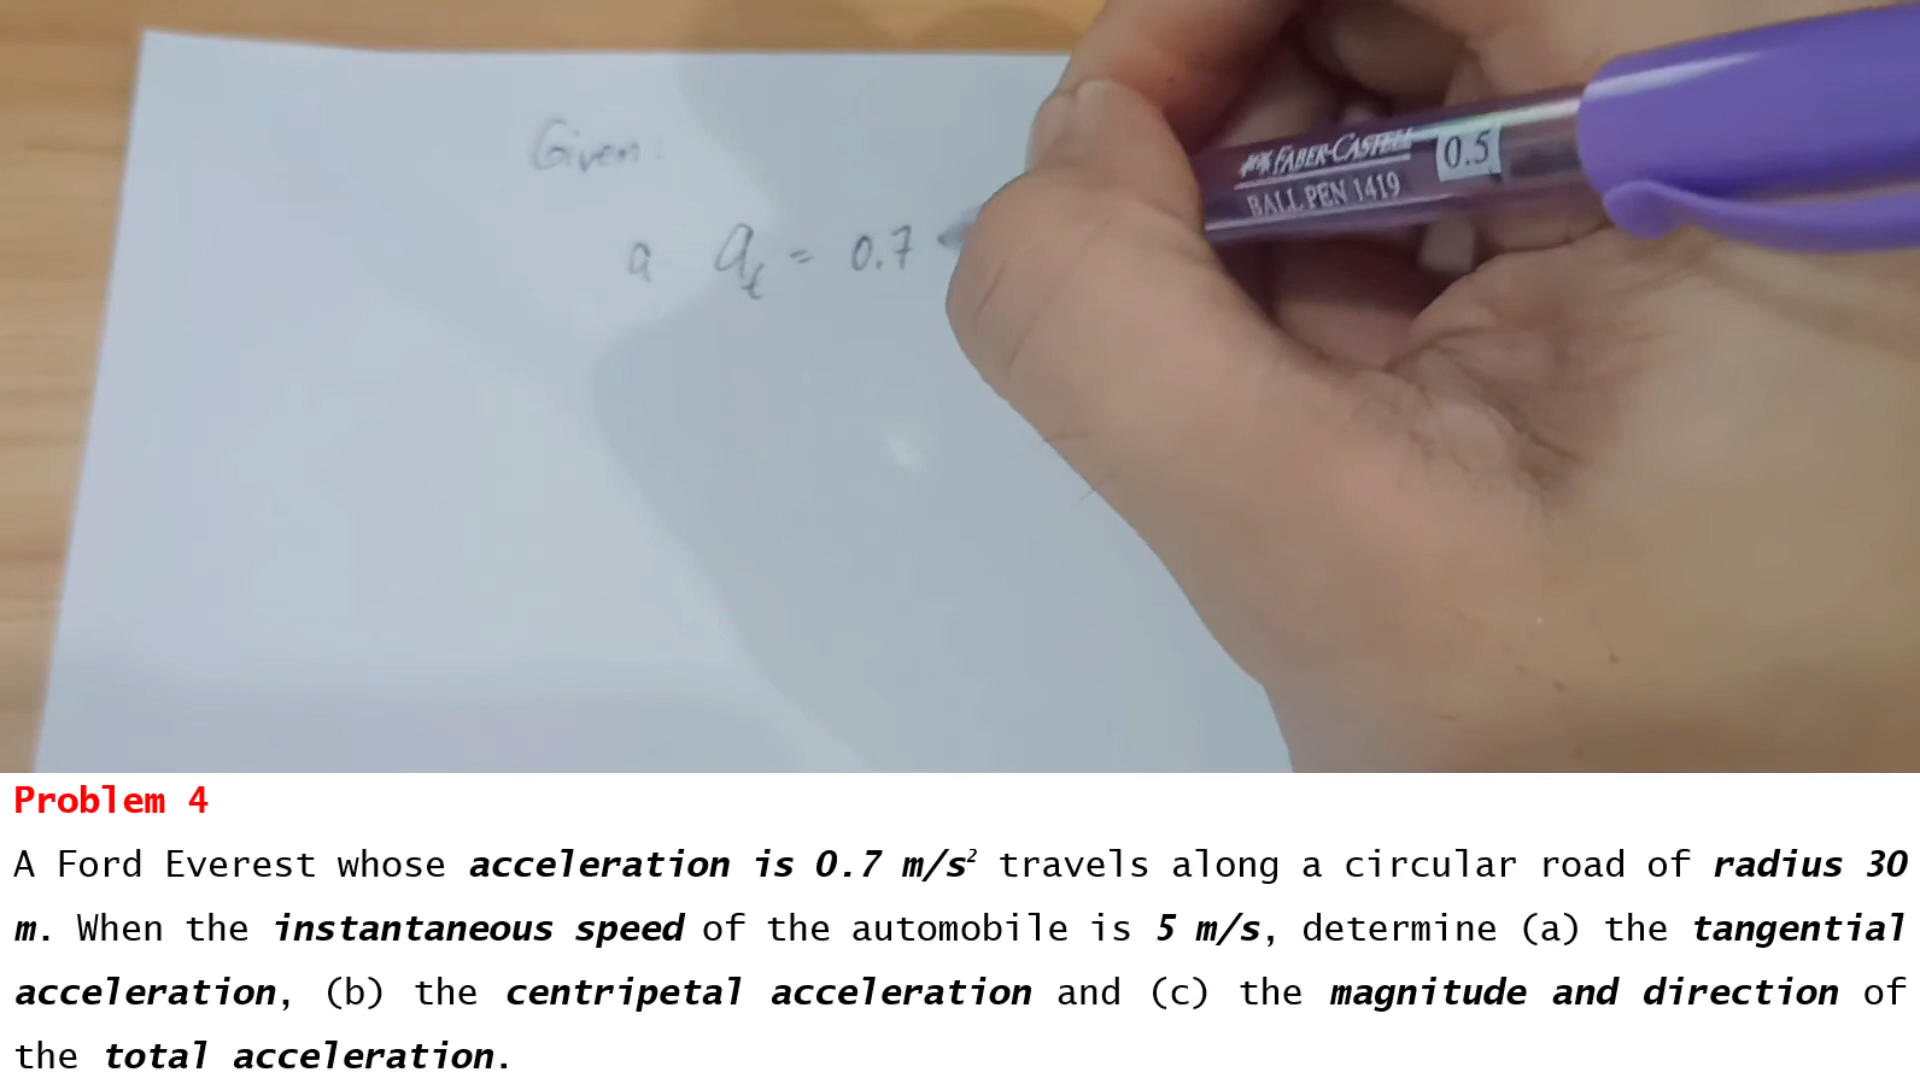 Given:
a a_t = 0.7
FABER-CASTELL 0.5
BALL PEN 1419
Problem 4
A Ford Everest whose acceleration is 0.7 m/s² travels along a circular road of radius 30
m. When the instantaneous speed of the automobile is 5 m/s, determine (a) the tangential
acceleration, (b) the centripetal acceleration and (c) the magnitude and direction of
the total acceleration.